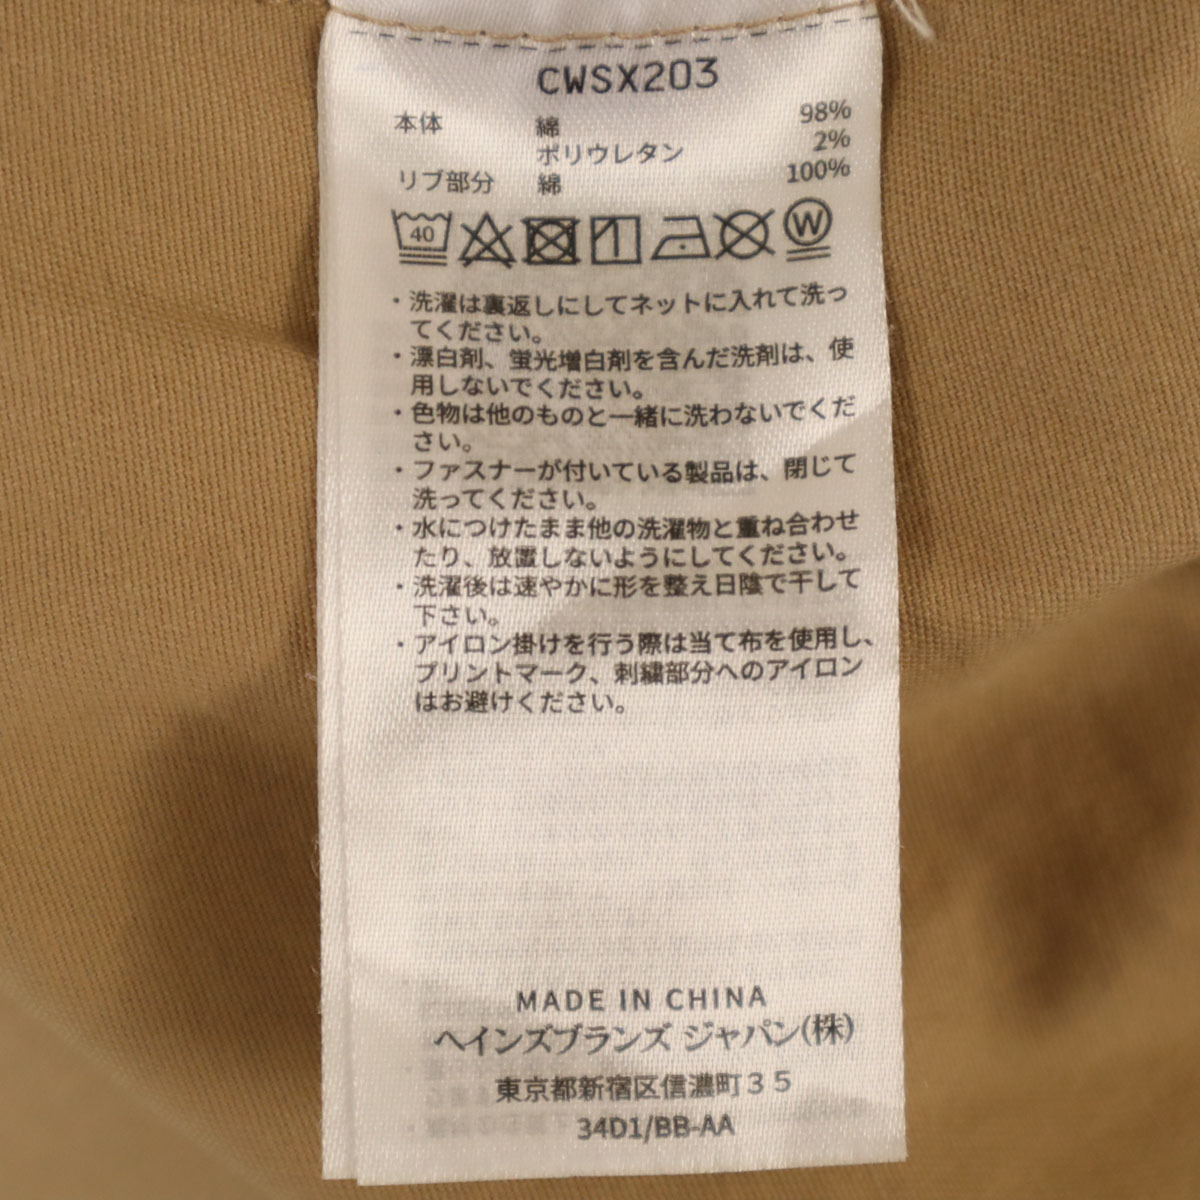 CWSX203
本体 綿 98%
ポリウレタン 2%
リブ部分 綿 100%
40 W
・洗濯は裏返しにしてネットに入れて洗っ
てください。
・漂白剤、蛍光増白剤を含んだ洗剤は、使
用しないでください。
・色物は他のものと一緒に洗わないでくだ
さい。
・ファスナーが付いている製品は、閉じて
洗ってください。
・水につけたまま他の洗濯物と重ね合わせ
たり、放置しないようにしてください。
・洗濯後は速やかに形を整え日陰で干して
下さい。
・アイロン掛けを行う際は当て布を使用し、
プリントマーク、刺繍部分へのアイロン
はお避けください。
MADE IN CHINA
ヘインズブランズ ジャパン(株)
東京都新宿区信濃町35
34D1/BB-AA